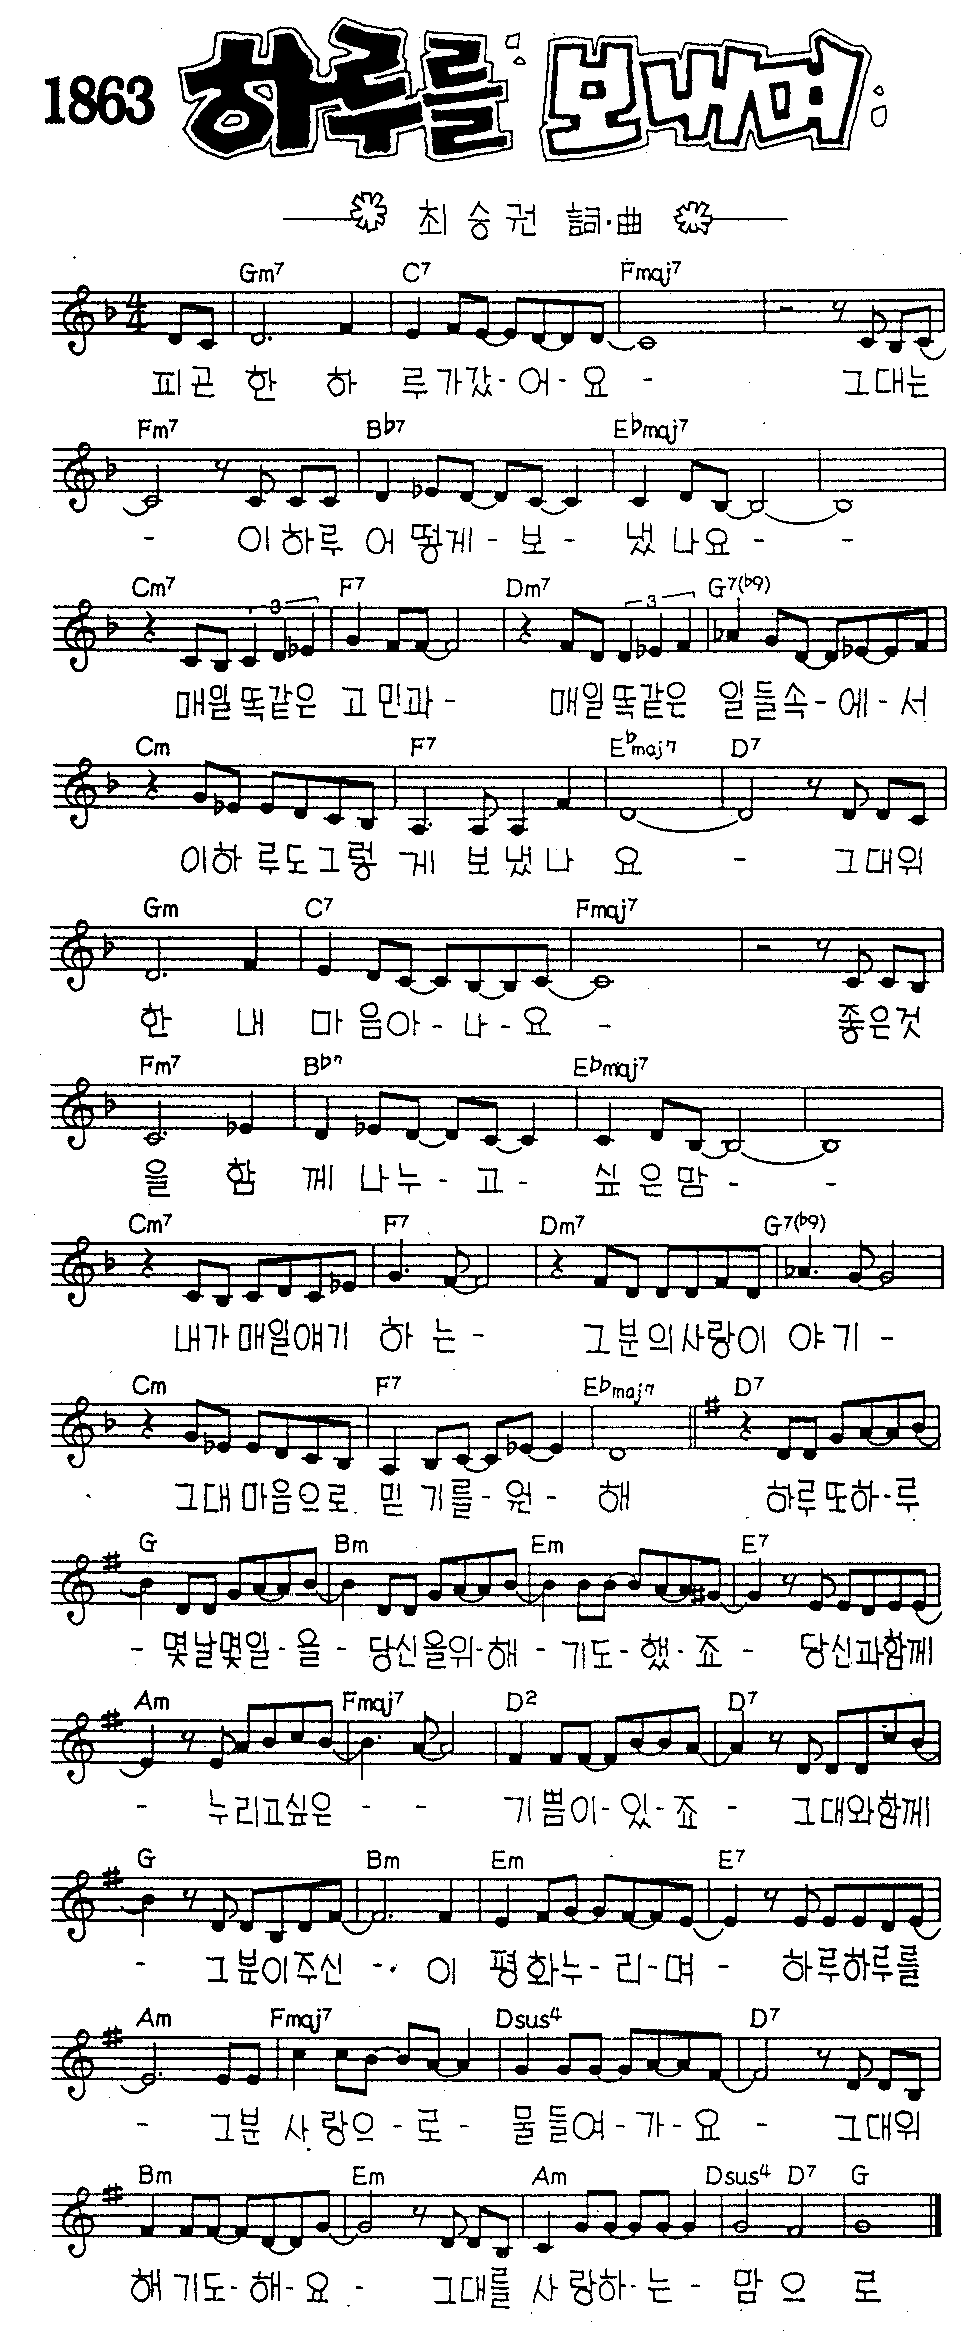 1863 하루를 보내며
최승권 詞·曲
Gm7 C7 Fmaj7
피곤 한 하 루가갔-어-요 - 그대는
Fm7 Bb7 Ebmaj7
- 이하루 어 떻게-보- 냈나요- -
Cm7 F7 Dm7 G7(b9)
3 3
매일똑같은 고민과- 매일똑같은 일들속-에-서
Cm F7 Ebmaj7 D7
이하 루도그렇 게 보냈나 요 - 그대위
Gm C7 Fmaj7
한 내 마 음아-나-요 - 좋은것
Fm7 Bb7 Ebmaj7
을 함 께 나누-고- 싶은맘- -
Cm7 F7 Dm7 G7(b9)
내가매일얘기 하 는- 그분의사랑이 야기-
Cm F7 Ebmaj7 D7
그대마음으로 믿 기를-원- 해 하루또하-루
G Bm Em E7
- 몇날몇일-을- 당신을위-해- 기도-했-죠- 당신과함께
Am Fmaj7 D2 D7
- 누리고싶은 - - 기쁨이-있-죠- 그대와함께
G Bm Em E7
- 그분이주신 -· 이 평화누-리-며- 하루하루를
Am Fmaj7 Dsus4 D7
- 그분 사랑으-로- 물들여-가-요- 그대위
Bm Em Am Dsus4 D7 G
해기도-해-요- 그대를 사랑하-는- 맘 으 로